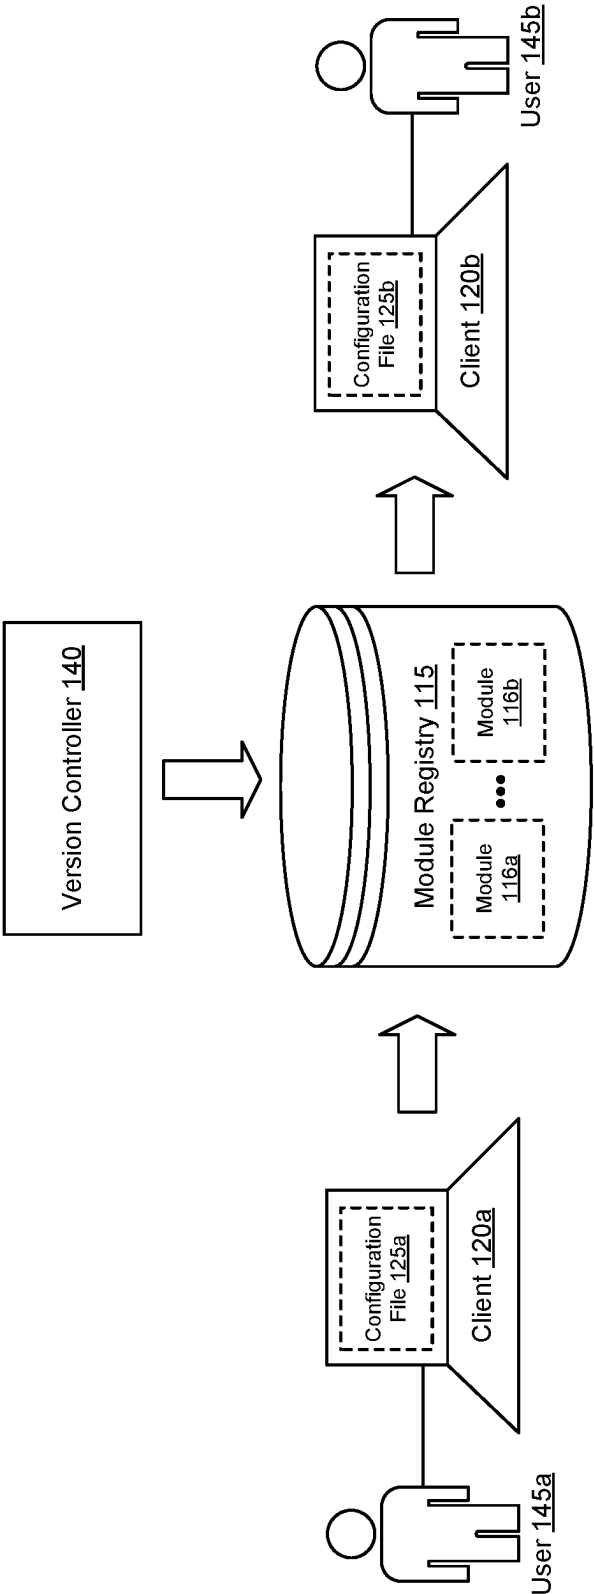 Version Controller 140
User 145a
Configuration
File 125a
Client 120a
Module Registry 115
Module
116a
Module
116b
Configuration
File 125b
Client 120b
User 145b